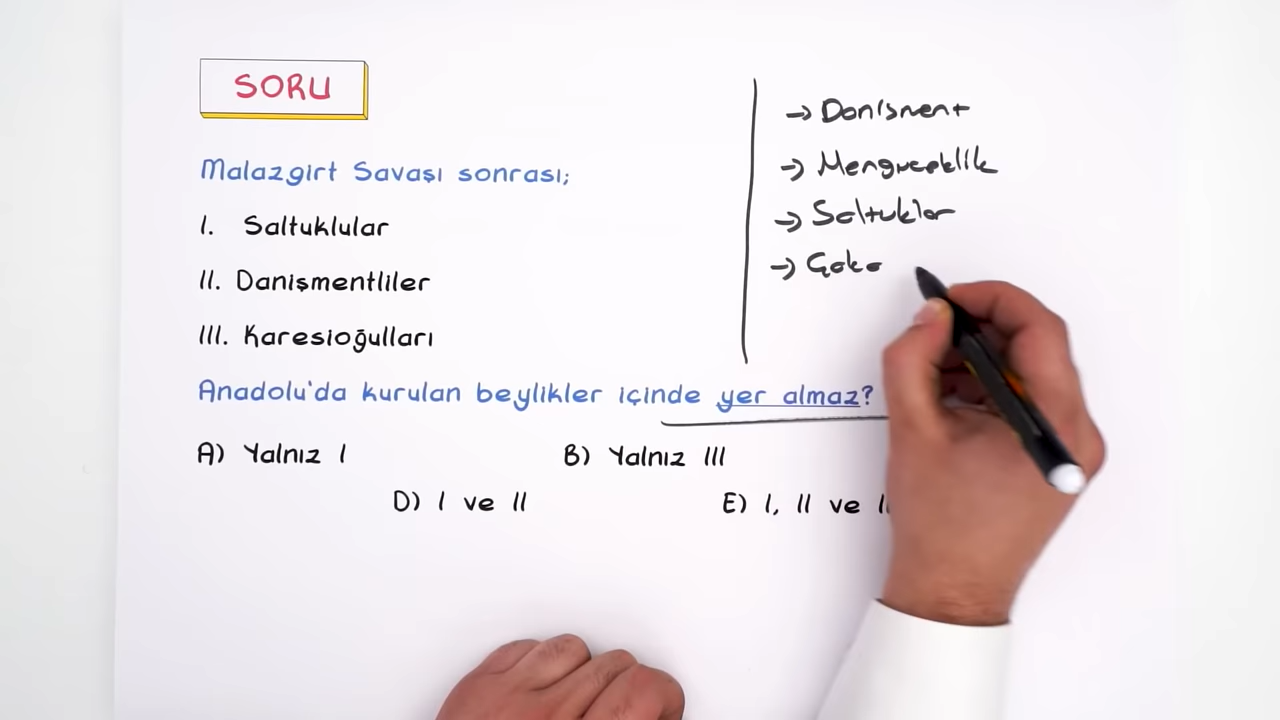 SORU
Malazgirt Savaşı sonrası;
I. Saltuklular
II. Danişmentliler
III. Karesioğulları
Anadolu'da kurulan beylikler içinde yer almaz?
A) Yalnız I
B) Yalnız III
D) I ve II
E) I, II ve
→ Danişment
→ Mengüceklik
→ Saltuklar
→ Çaka